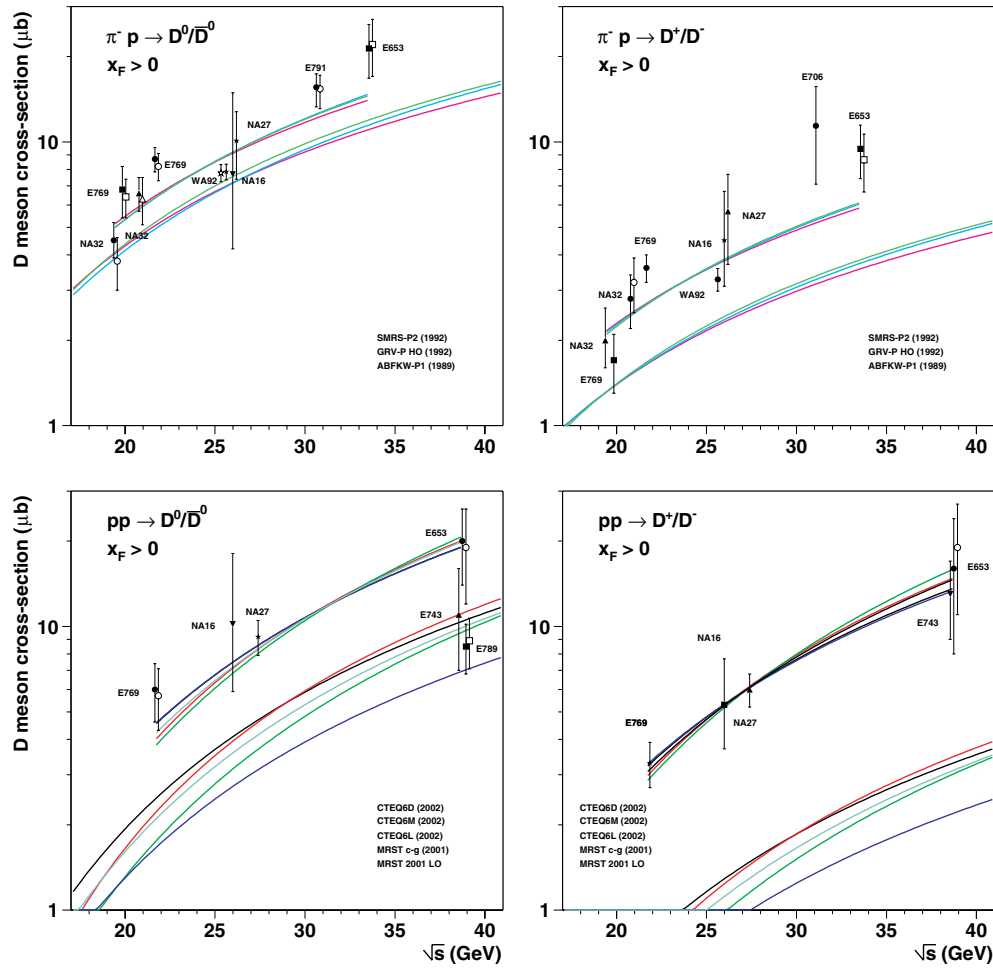 D meson cross-section (μb)
π⁻ p → D⁰/D̅⁰
x_F > 0
E653
E791
NA27
E769
WA92
NA16
E769
NA32
NA32
SMRS-P2 (1992)
GRV-P HO (1992)
ABFKW-P1 (1989)
10
1
20 25 30 35 40
π⁻ p → D⁺/D⁻
x_F > 0
E706
E653
NA27
NA16
E769
WA92
NA32
NA32
E769
SMRS-P2 (1992)
GRV-P HO (1992)
ABFKW-P1 (1989)
10
1
20 25 30 35 40
D meson cross-section (μb)
pp → D⁰/D̅⁰
x_F > 0
E653
NA16
NA27
E743
E789
E769
CTEQ6D (2002)
CTEQ6M (2002)
CTEQ6L (2002)
MRST c-g (2001)
MRST 2001 LO
10
1
20 25 30 35 40
√s (GeV)
pp → D⁺/D⁻
x_F > 0
E653
E743
NA16
NA27
E769
CTEQ6D (2002)
CTEQ6M (2002)
CTEQ6L (2002)
MRST c-g (2001)
MRST 2001 LO
10
1
20 25 30 35 40
√s (GeV)